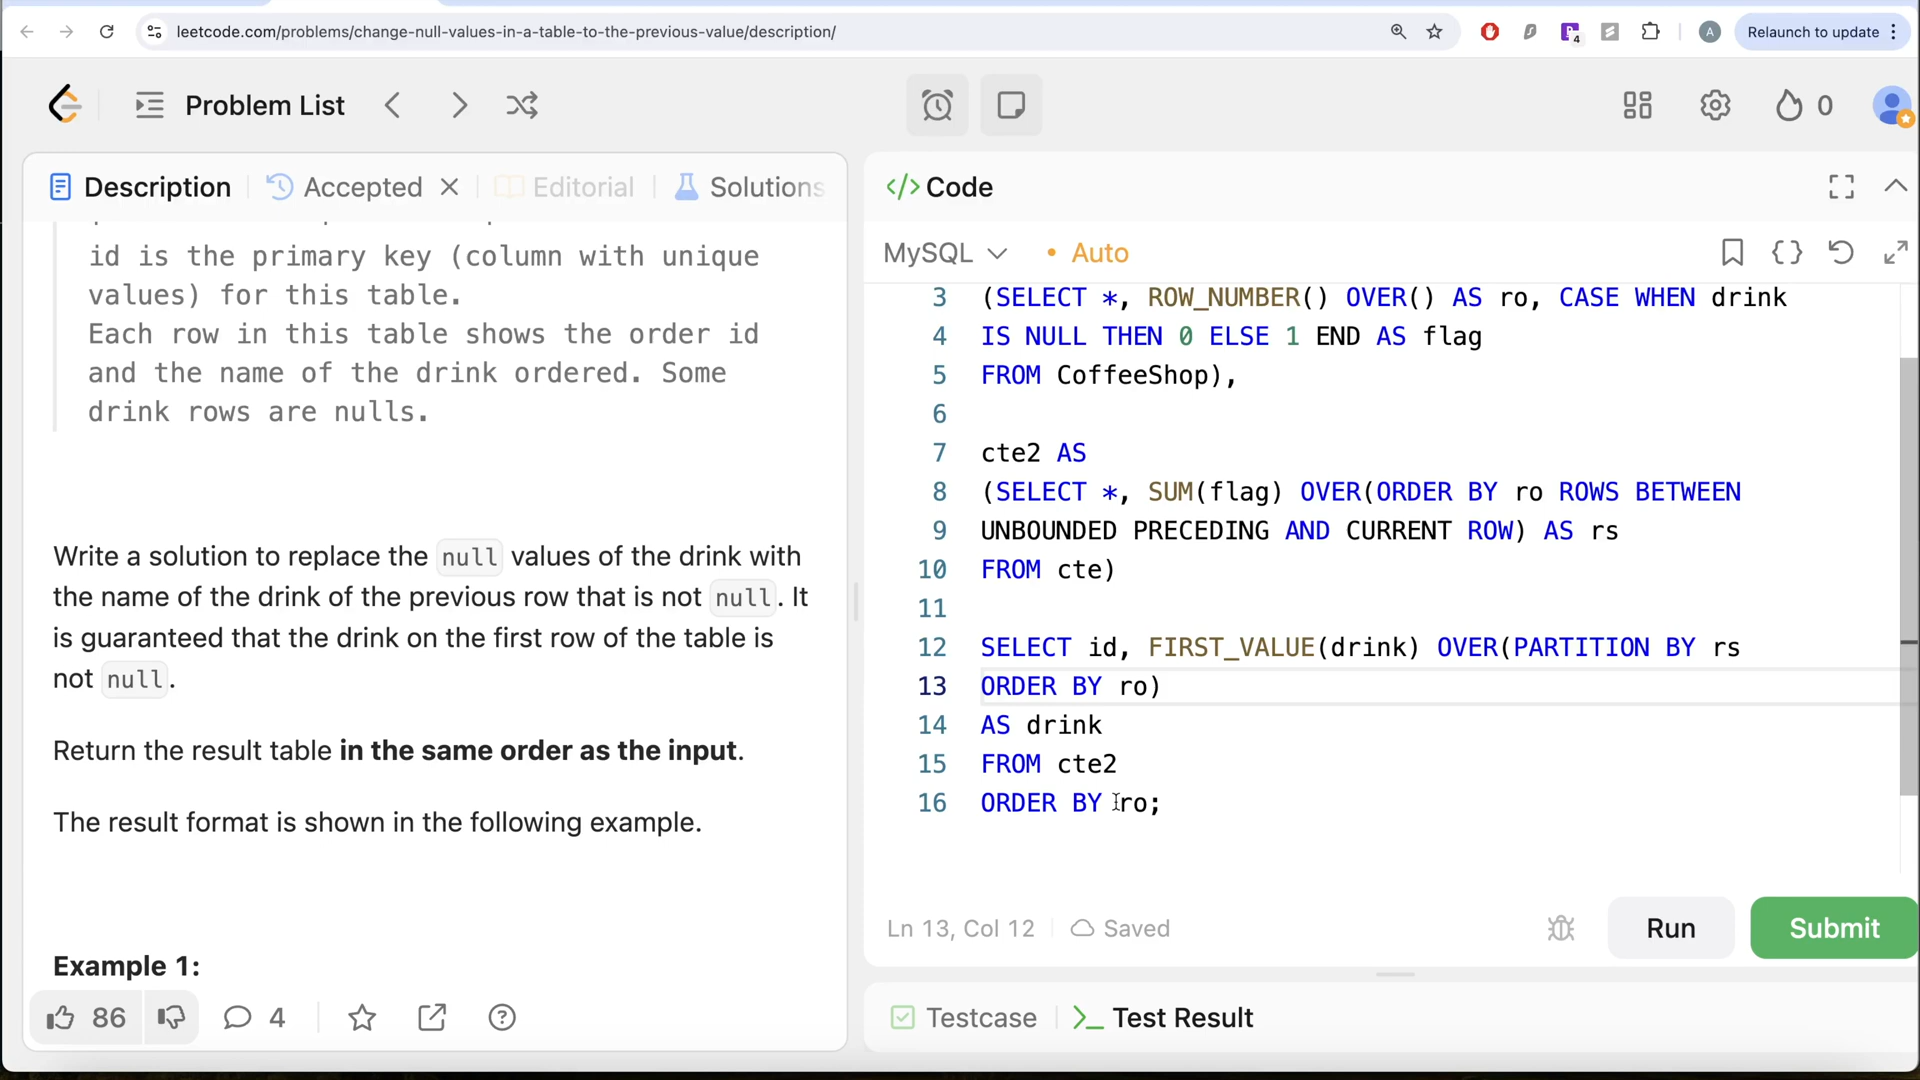 leetcode.com/problems/change-null-values-in-a-table-to-the-previous-value/description/
4
A
Relaunch to update
Problem List
0
Description
Accepted
Editorial
Solutions
id is the primary key (column with unique
values) for this table.
Each row in this table shows the order id
and the name of the drink ordered. Some
drink rows are nulls.
Write a solution to replace the null values of the drink with
the name of the drink of the previous row that is not null. It
is guaranteed that the drink on the first row of the table is
not null.
Return the result table in the same order as the input.
The result format is shown in the following example.
Example 1:
86
4
</> Code
MySQL
• Auto
3 (SELECT *, ROW_NUMBER() OVER() AS ro, CASE WHEN drink
4 IS NULL THEN 0 ELSE 1 END AS flag
5 FROM CoffeeShop),
6
7 cte2 AS
8 (SELECT *, SUM(flag) OVER(ORDER BY ro ROWS BETWEEN
9 UNBOUNDED PRECEDING AND CURRENT ROW) AS rs
10 FROM cte)
11
12 SELECT id, FIRST_VALUE(drink) OVER(PARTITION BY rs
13 ORDER BY ro)
14 AS drink
15 FROM cte2
16 ORDER BY ro;
Ln 13, Col 12
Saved
Run
Submit
Testcase
>_ Test Result